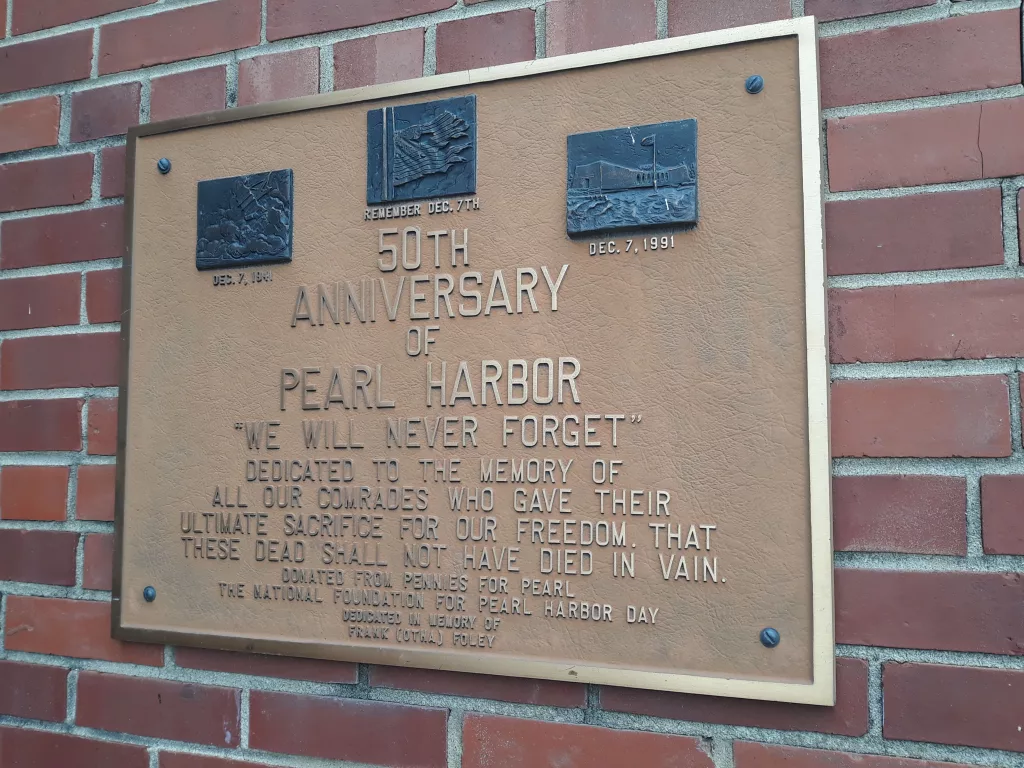 REMEMBER DEC. 7TH
DEC. 7, 1941
DEC. 7, 1991
50TH
ANNIVERSARY
OF
PEARL HARBOR
"WE WILL NEVER FORGET"
DEDICATED TO THE MEMORY OF
ALL OUR COMRADES WHO GAVE THEIR
ULTIMATE SACRIFICE FOR OUR FREEDOM. THAT
THESE DEAD SHALL NOT HAVE DIED IN VAIN.
DONATED FROM PENNIES FOR PEARL
THE NATIONAL FOUNDATION FOR PEARL HARBOR DAY
DEDICATED IN MEMORY OF
FRANK (OTHA) FOLEY